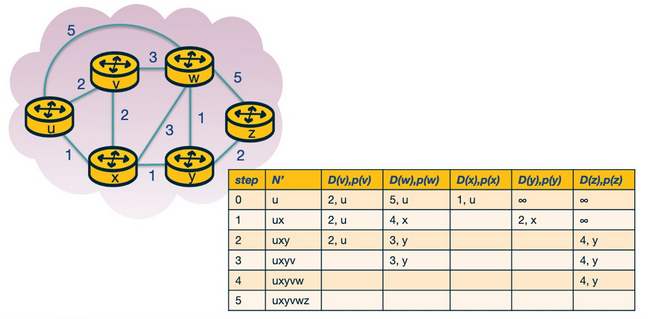 5
3
v
w
2
5
u
2
3
1
z
1
2
x
1
y
step N' D(v),p(v) D(w),p(w) D(x),p(x) D(y),p(y) D(z),p(z)
0 u 2, u 5, u 1, u ∞ ∞
1 ux 2, u 4, x 2, x ∞
2 uxy 2, u 3, y 4, y
3 uxyv 3, y 4, y
4 uxyvw 4, y
5 uxyvwz